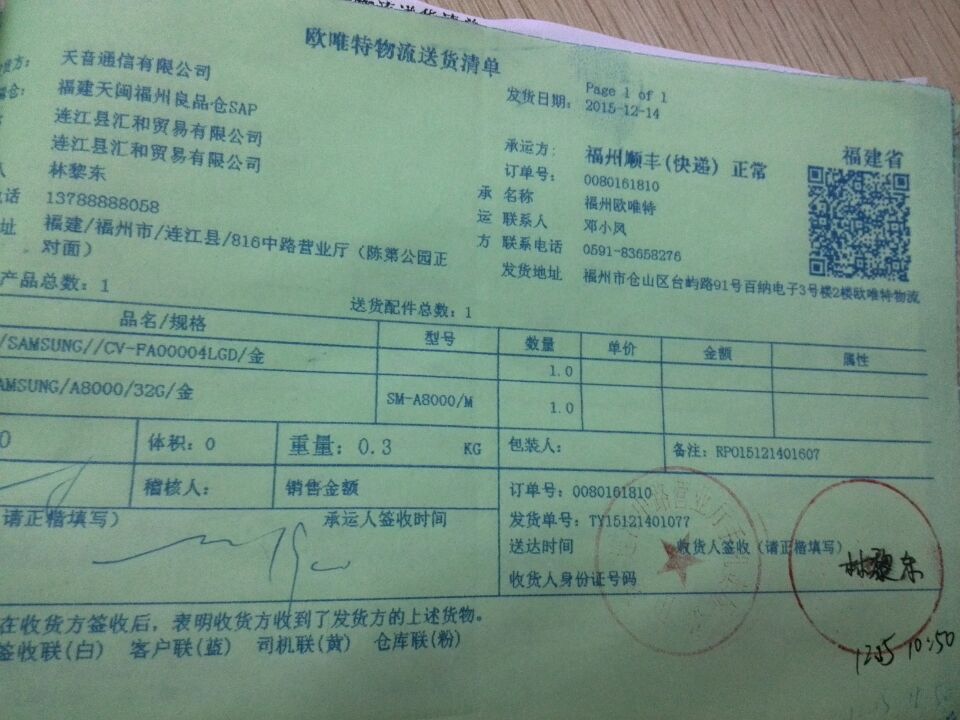 欧唯特物流送货清单
Page 1 of 1
发货日期: 2015-12-14
货方: 天音通信有限公司
仓: 福建天闽福州良品仓SAP
连江县汇和贸易有限公司
连江县汇和贸易有限公司
人 林黎东
电话 13788888058
址 福建/福州市/连江县/816中路营业厅（陈第公园正
对面）
承运方: 福州顺丰(快递) 正常
福建省
订单号: 0080161810
承运方
名称 福州欧唯特
联系人 邓小凤
联系电话 0591-83658276
发货地址 福州市仓山区台屿路91号百纳电子3号楼2楼欧唯特物流
产品总数: 1
送货配件总数: 1
品名/规格 型号 数量 单价 金额 属性
/SAMSUNG//CV-FA00004LGD/金 1.0
AMSUNG/A8000/32G/金 SM-A8000/M 1.0
0 体积: 0 重量: 0.3 KG 包装人: 备注: RP015121401607
稽核人: 销售金额 订单号: 0080161810
请正楷填写） 承运人签收时间 发货单号: TY15121401077
送达时间 收货人签收（请正楷填写）
收货人身份证号码
林黎东
1215 10:50
在收货方签收后，表明收货方收到了发货方的上述货物。
签收联(白) 客户联(蓝) 司机联(黄) 仓库联(粉)